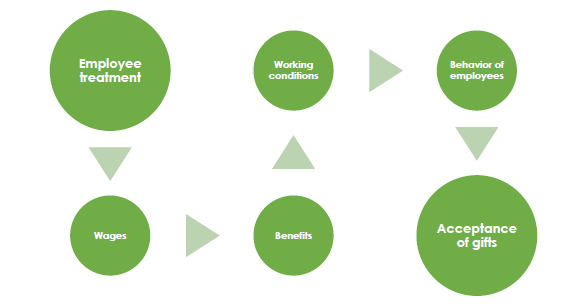 Employee
treatment
Wages
Benefits
Working
conditions
Behavior of
employees
Acceptance
of gifts